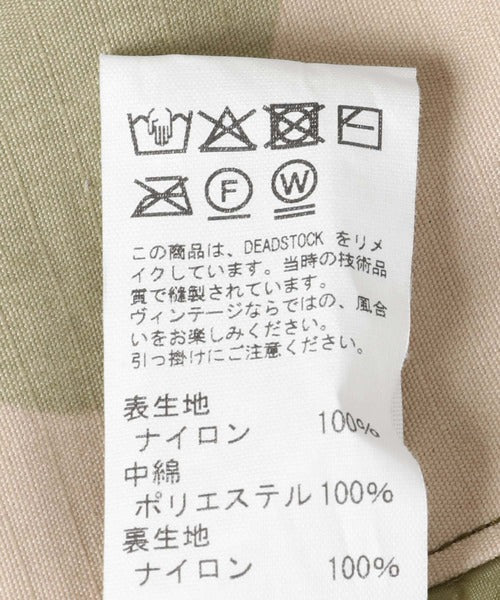 F W
この商品は、DEADSTOCK をリメ
イクしています。当時の技術品
質で縫製されています。
ヴィンテージならではの、風合
いをお楽しみください。
引っ掛けにご注意ください。
表生地
ナイロン 100%
中綿
ポリエステル 100%
裏生地
ナイロン 100%